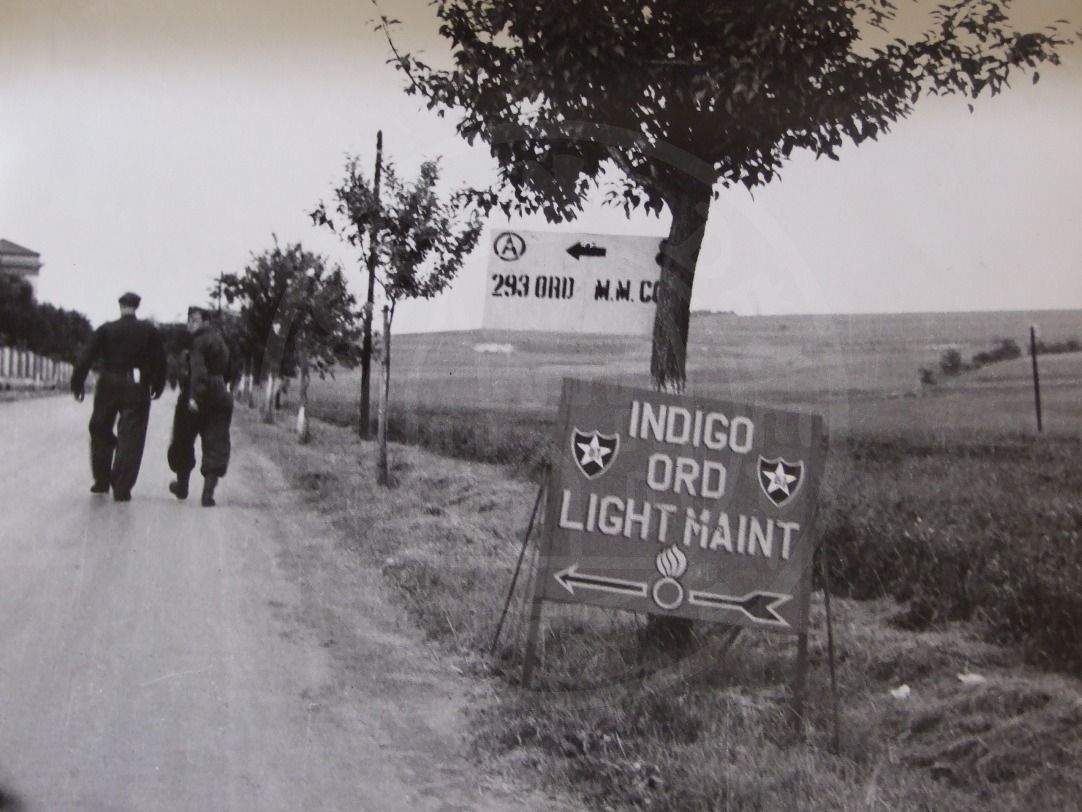 A
293 ORD M.M. CO
INDIGO
ORD
LIGHT MAINT